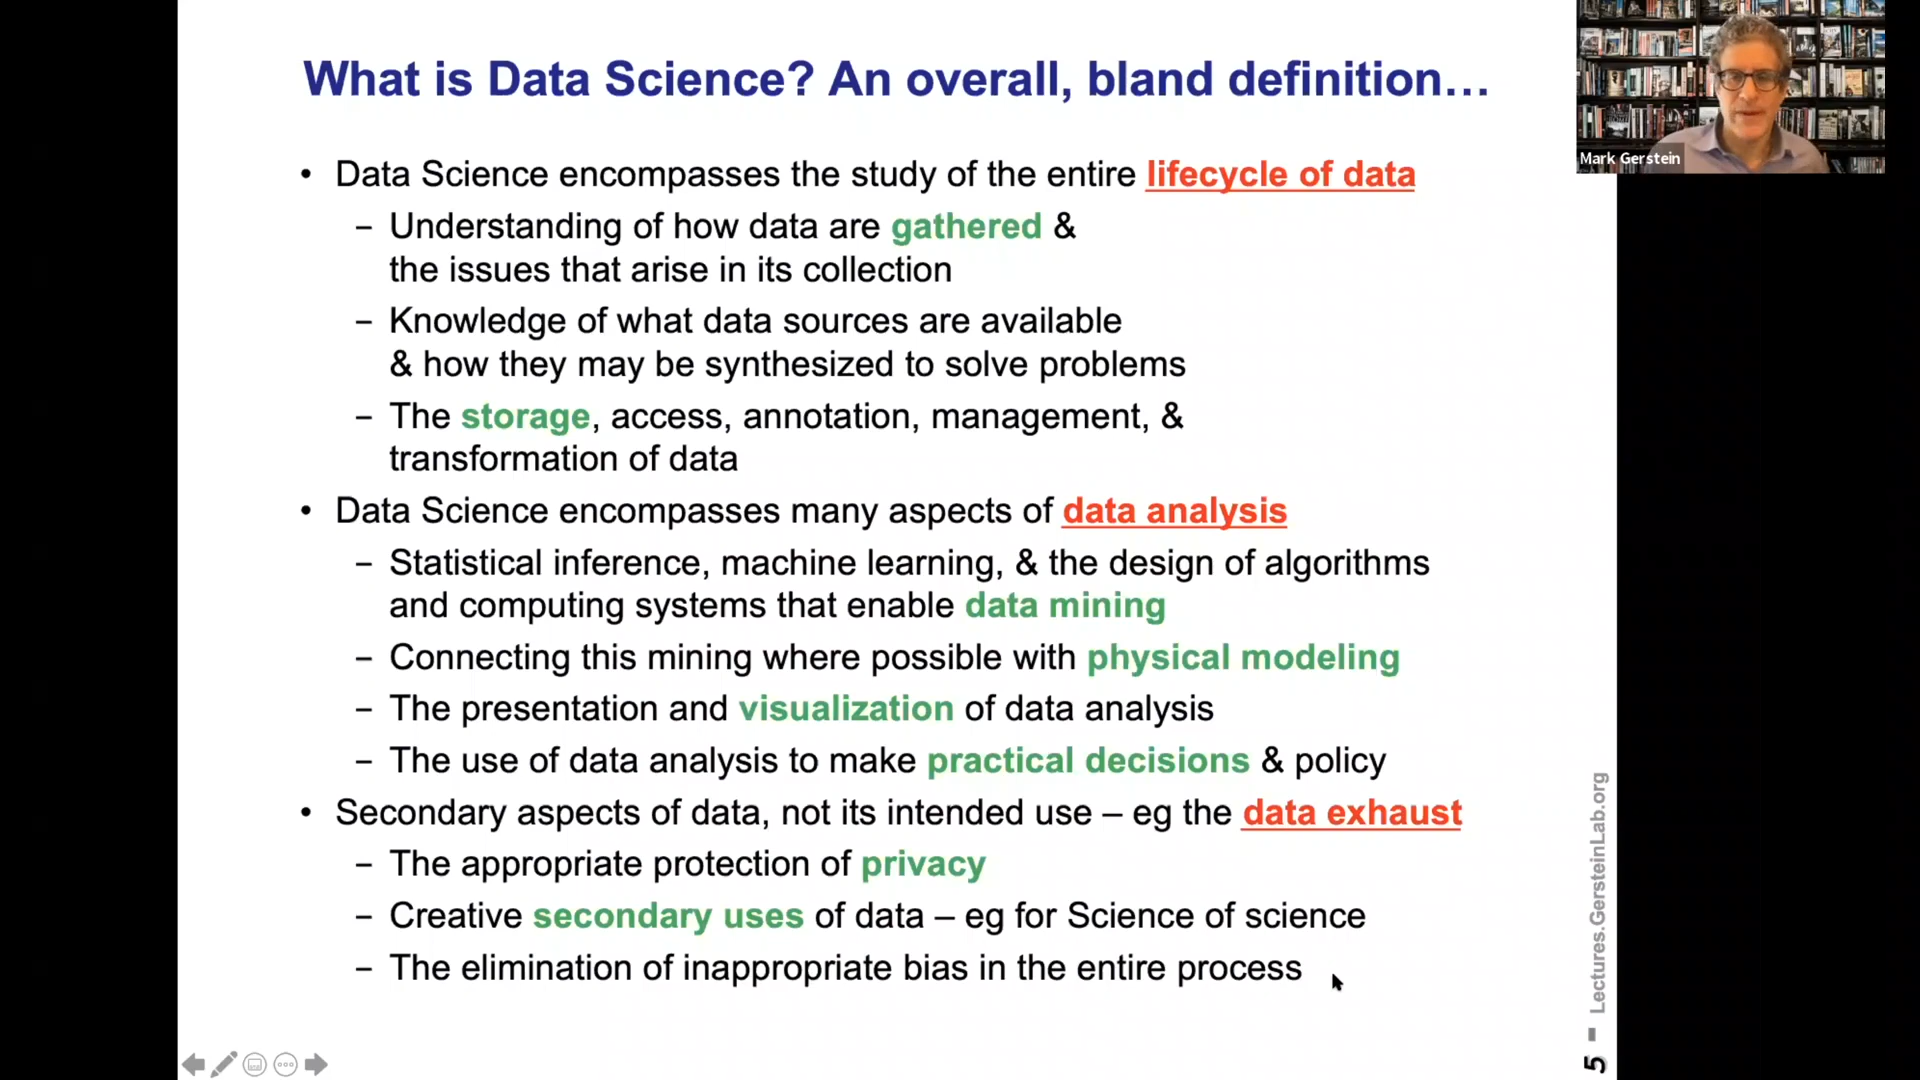 What is Data Science? An overall, bland definition…
Mark Gerstein
• Data Science encompasses the study of the entire lifecycle of data
– Understanding of how data are gathered &
the issues that arise in its collection
– Knowledge of what data sources are available
& how they may be synthesized to solve problems
– The storage, access, annotation, management, &
transformation of data
• Data Science encompasses many aspects of data analysis
– Statistical inference, machine learning, & the design of algorithms
and computing systems that enable data mining
– Connecting this mining where possible with physical modeling
– The presentation and visualization of data analysis
– The use of data analysis to make practical decisions & policy
• Secondary aspects of data, not its intended use – eg the data exhaust
– The appropriate protection of privacy
– Creative secondary uses of data – eg for Science of science
– The elimination of inappropriate bias in the entire process
5 - Lectures.GersteinLab.org